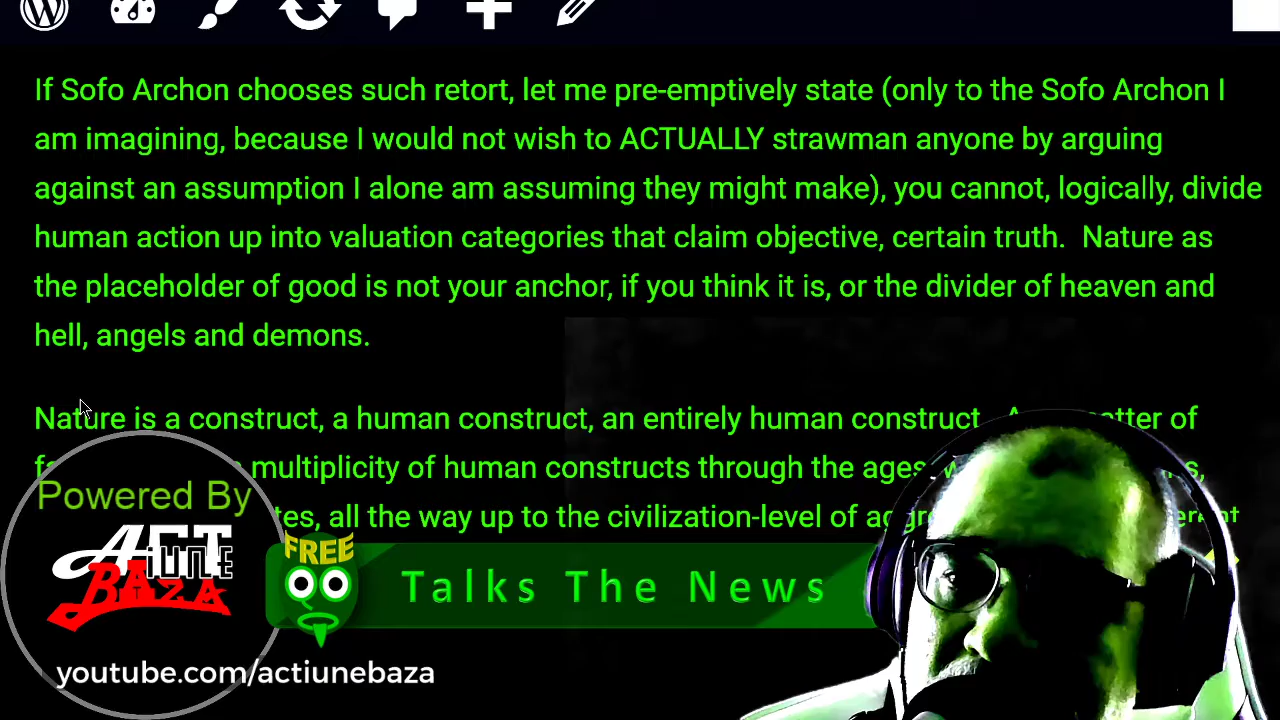 If Sofo Archon chooses such retort, let me pre-emptively state (only to the Sofo Archon I
am imagining, because I would not wish to ACTUALLY strawman anyone by arguing
against an assumption I alone am assuming they might make), you cannot, logically, divide
human action up into valuation categories that claim objective, certain truth.  Nature as
the placeholder of good is not your anchor, if you think it is, or the divider of heaven and
hell, angels and demons.
Nature is a construct, a human construct, an entirely human construct. of
multiplicity of human constructs through the ages,
all the way up to the civilization-level of
Powered By
ACT
iUNE
BAZA
youtube.com/actiunebaza
FREE
Talks The News